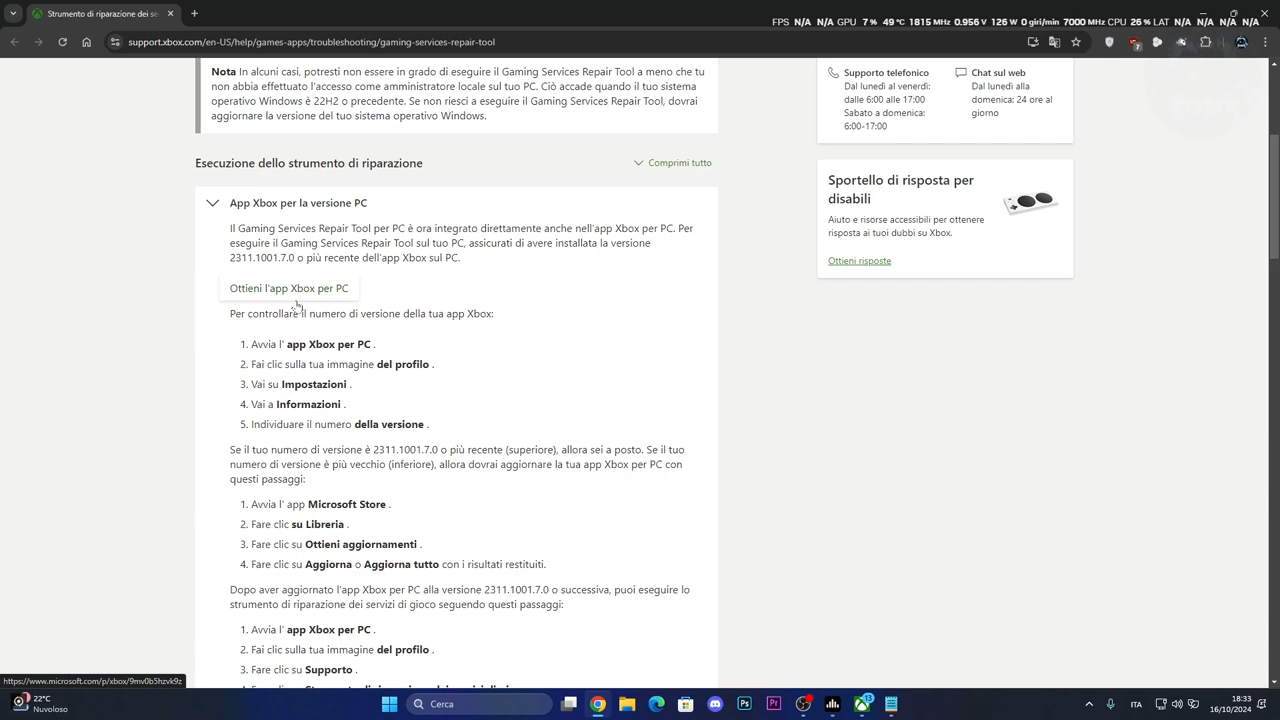 Strumento di riparazione dei se
FPS N/A N/A GPU 7 % 49 °C 1815 MHz 0.956 V 126 W 0 giri/min 7000 MHz CPU 26 % LAT N/A N/A N/A N/A
support.xbox.com/en-US/help/games-apps/troubleshooting/gaming-services-repair-tool
Nota In alcuni casi, potresti non essere in grado di eseguire il Gaming Services Repair Tool a meno che tu
non abbia effettuato l'accesso come amministratore locale sul tuo PC. Ciò accade quando il tuo sistema
operativo Windows è 22H2 o precedente. Se non riesci a eseguire il Gaming Services Repair Tool, dovrai
aggiornare la versione del tuo sistema operativo Windows.
Esecuzione dello strumento di riparazione
Comprimi tutto
App Xbox per la versione PC
Il Gaming Services Repair Tool per PC è ora integrato direttamente anche nell'app Xbox per PC. Per
eseguire il Gaming Services Repair Tool sul tuo PC, assicurati di avere installata la versione
2311.1001.7.0 o più recente dell'app Xbox sul PC.
Ottieni l'app Xbox per PC
Per controllare il numero di versione della tua app Xbox:
1. Avvia l' app Xbox per PC .
2. Fai clic sulla tua immagine del profilo .
3. Vai su Impostazioni .
4. Vai a Informazioni .
5. Individuare il numero della versione .
Se il tuo numero di versione è 2311.1001.7.0 o più recente (superiore), allora sei a posto. Se il tuo
numero di versione è più vecchio (inferiore), allora dovrai aggiornare la tua app Xbox per PC con
questi passaggi:
1. Avvia l' app Microsoft Store .
2. Fare clic su Libreria .
3. Fare clic su Ottieni aggiornamenti .
4. Fare clic su Aggiorna o Aggiorna tutto con i risultati restituiti.
Dopo aver aggiornato l'app Xbox per PC alla versione 2311.1001.7.0 o successiva, puoi eseguire lo
strumento di riparazione dei servizi di gioco seguendo questi passaggi:
1. Avvia l' app Xbox per PC .
2. Fai clic sulla tua immagine del profilo .
3. Fare clic su Supporto .
Supporto telefonico
Dal lunedì al venerdì:
dalle 6:00 alle 17:00
Sabato a domenica:
6:00-17:00
Chat sul web
Dal lunedì alla
domenica: 24 ore al
giorno
Sportello di risposta per
disabili
Aiuto e risorse accessibili per ottenere
risposta ai tuoi dubbi su Xbox.
Ottieni risposte
https://www.microsoft.com/p/xbox/9mv0b5hzvk9z
22°C
Nuvoloso
Cerca
ITA
18:33
16/10/2024